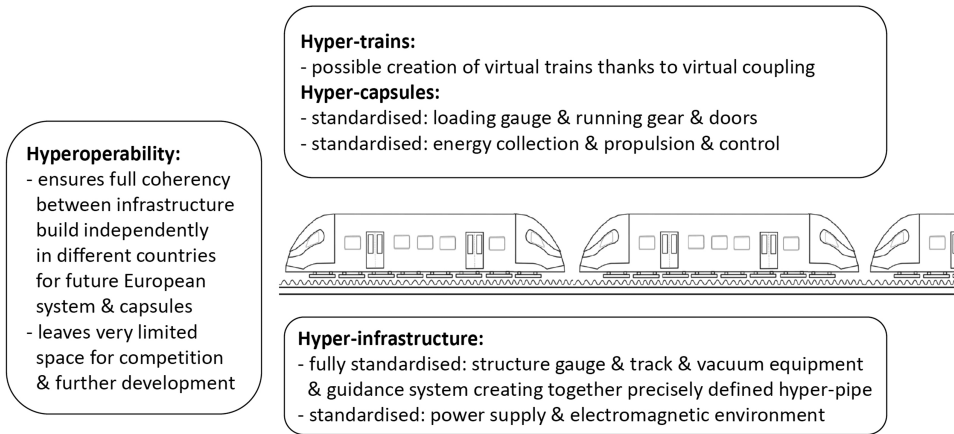 Hyper-trains:
- possible creation of virtual trains thanks to virtual coupling
Hyper-capsules:
- standardised: loading gauge & running gear & doors
- standardised: energy collection & propulsion & control
Hyperoperability:
- ensures full coherency
between infrastructure
build independently
in different countries
for future European
system & capsules
- leaves very limited
space for competition
& further development
Hyper-infrastructure:
- fully standardised: structure gauge & track & vacuum equipment
& guidance system creating together precisely defined hyper-pipe
- standardised: power supply & electromagnetic environment